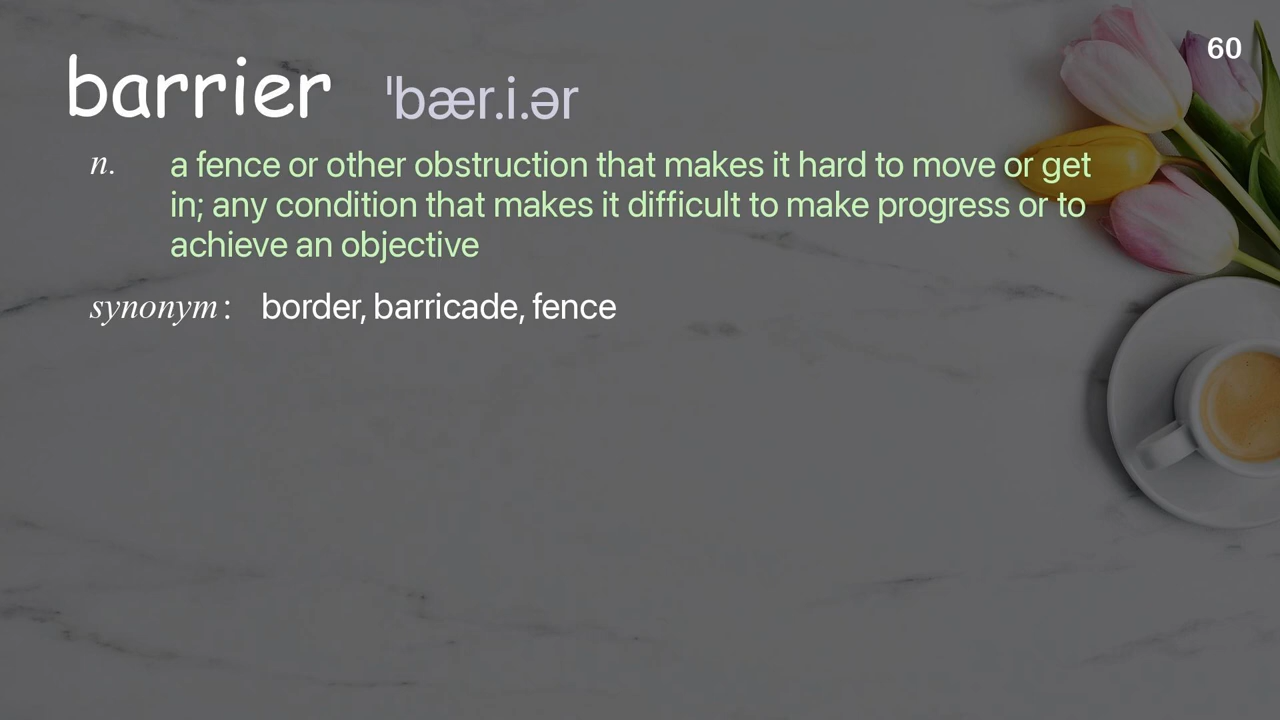 60
barrier ˈbær.i.ər
n. a fence or other obstruction that makes it hard to move or get
in; any condition that makes it difficult to make progress or to
achieve an objective
synonym: border, barricade, fence